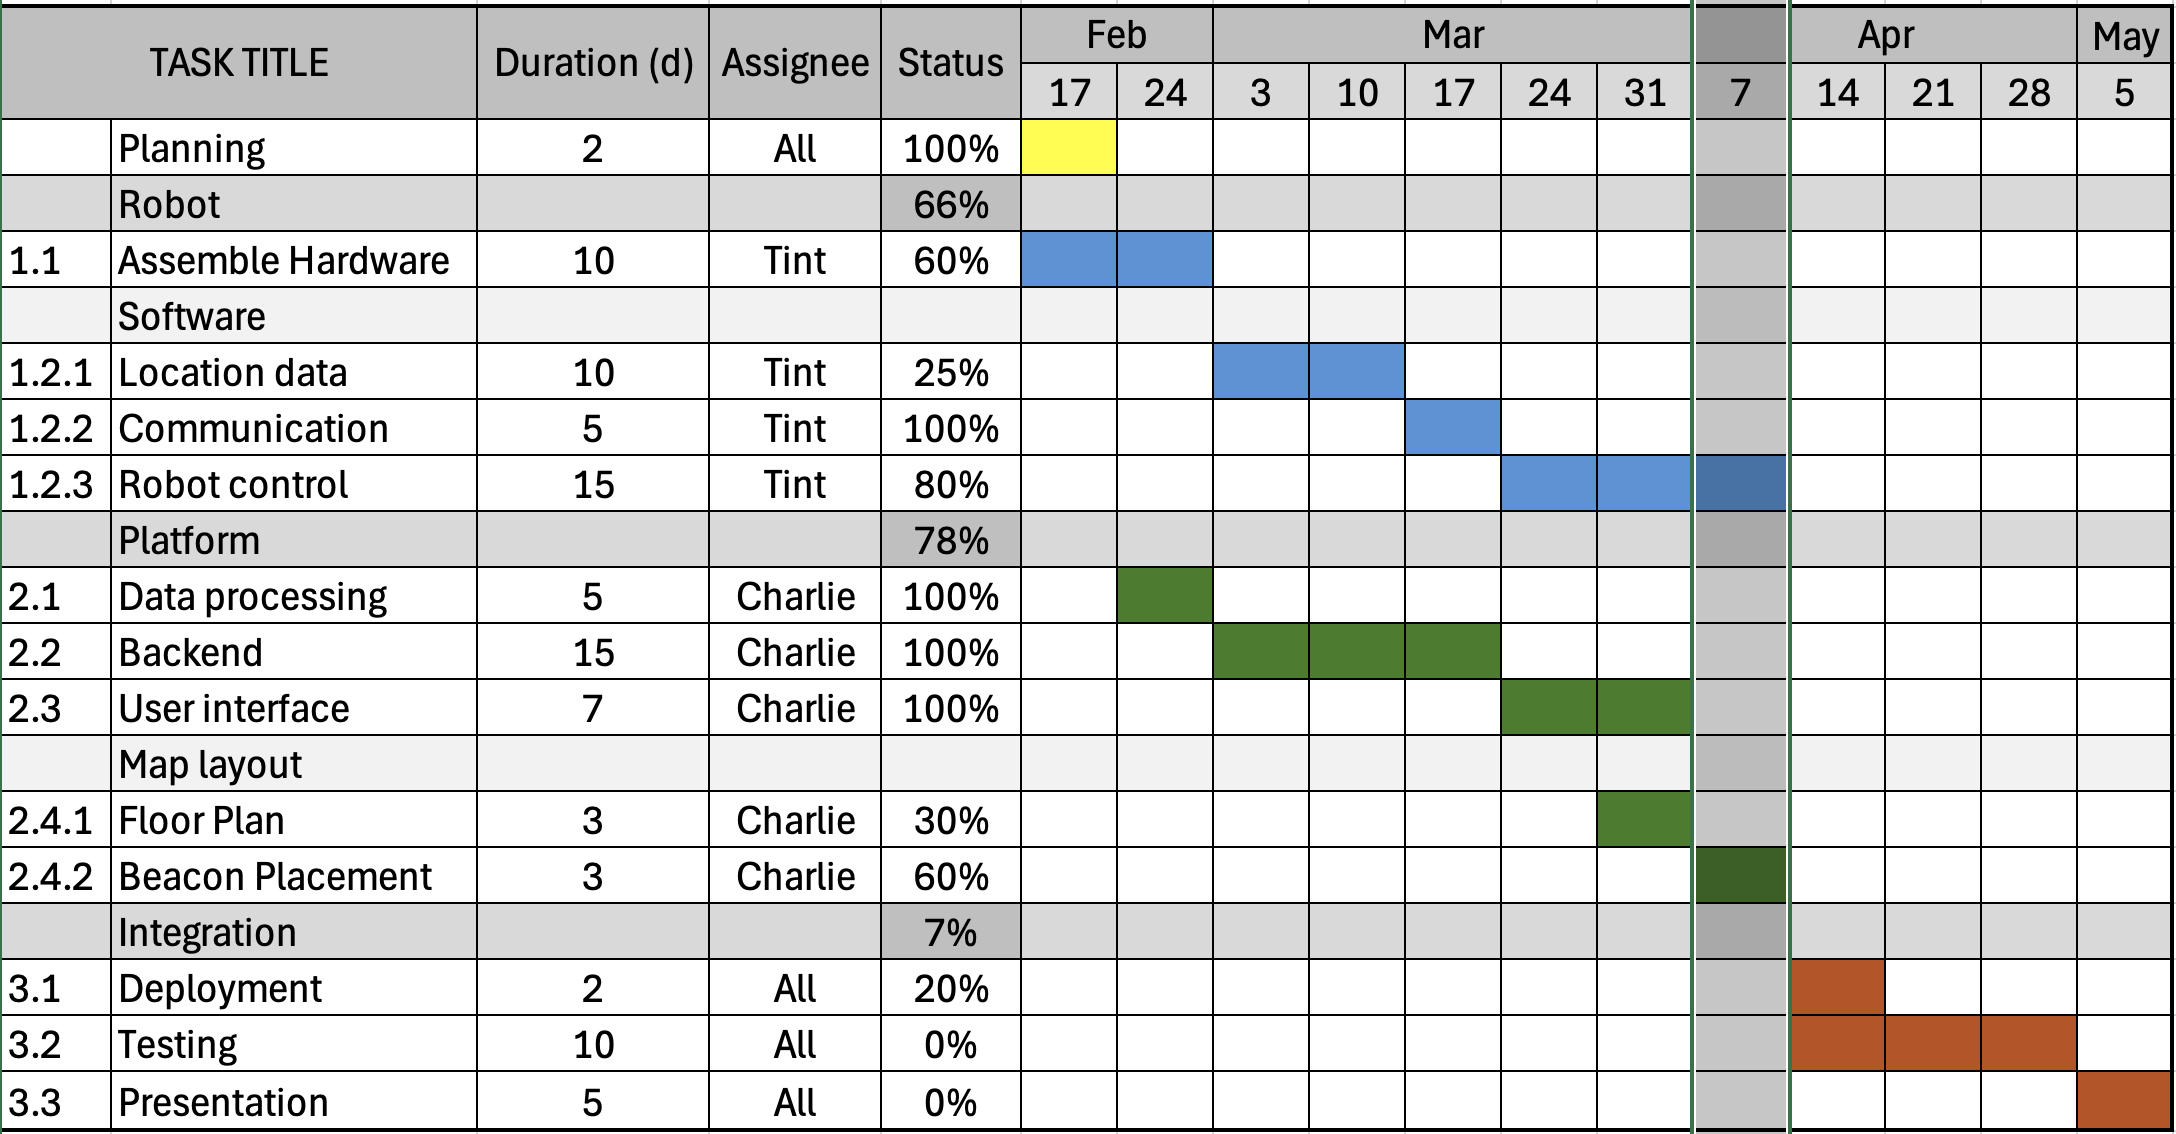 TASK TITLE Duration (d) Assignee Status Feb Mar Apr May
17 24 3 10 17 24 31 7 14 21 28 5
Planning 2 All 100%
Robot 66%
1.1 Assemble Hardware 10 Tint 60%
Software
1.2.1 Location data 10 Tint 25%
1.2.2 Communication 5 Tint 100%
1.2.3 Robot control 15 Tint 80%
Platform 78%
2.1 Data processing 5 Charlie 100%
2.2 Backend 15 Charlie 100%
2.3 User interface 7 Charlie 100%
Map layout
2.4.1 Floor Plan 3 Charlie 30%
2.4.2 Beacon Placement 3 Charlie 60%
Integration 7%
3.1 Deployment 2 All 20%
3.2 Testing 10 All 0%
3.3 Presentation 5 All 0%